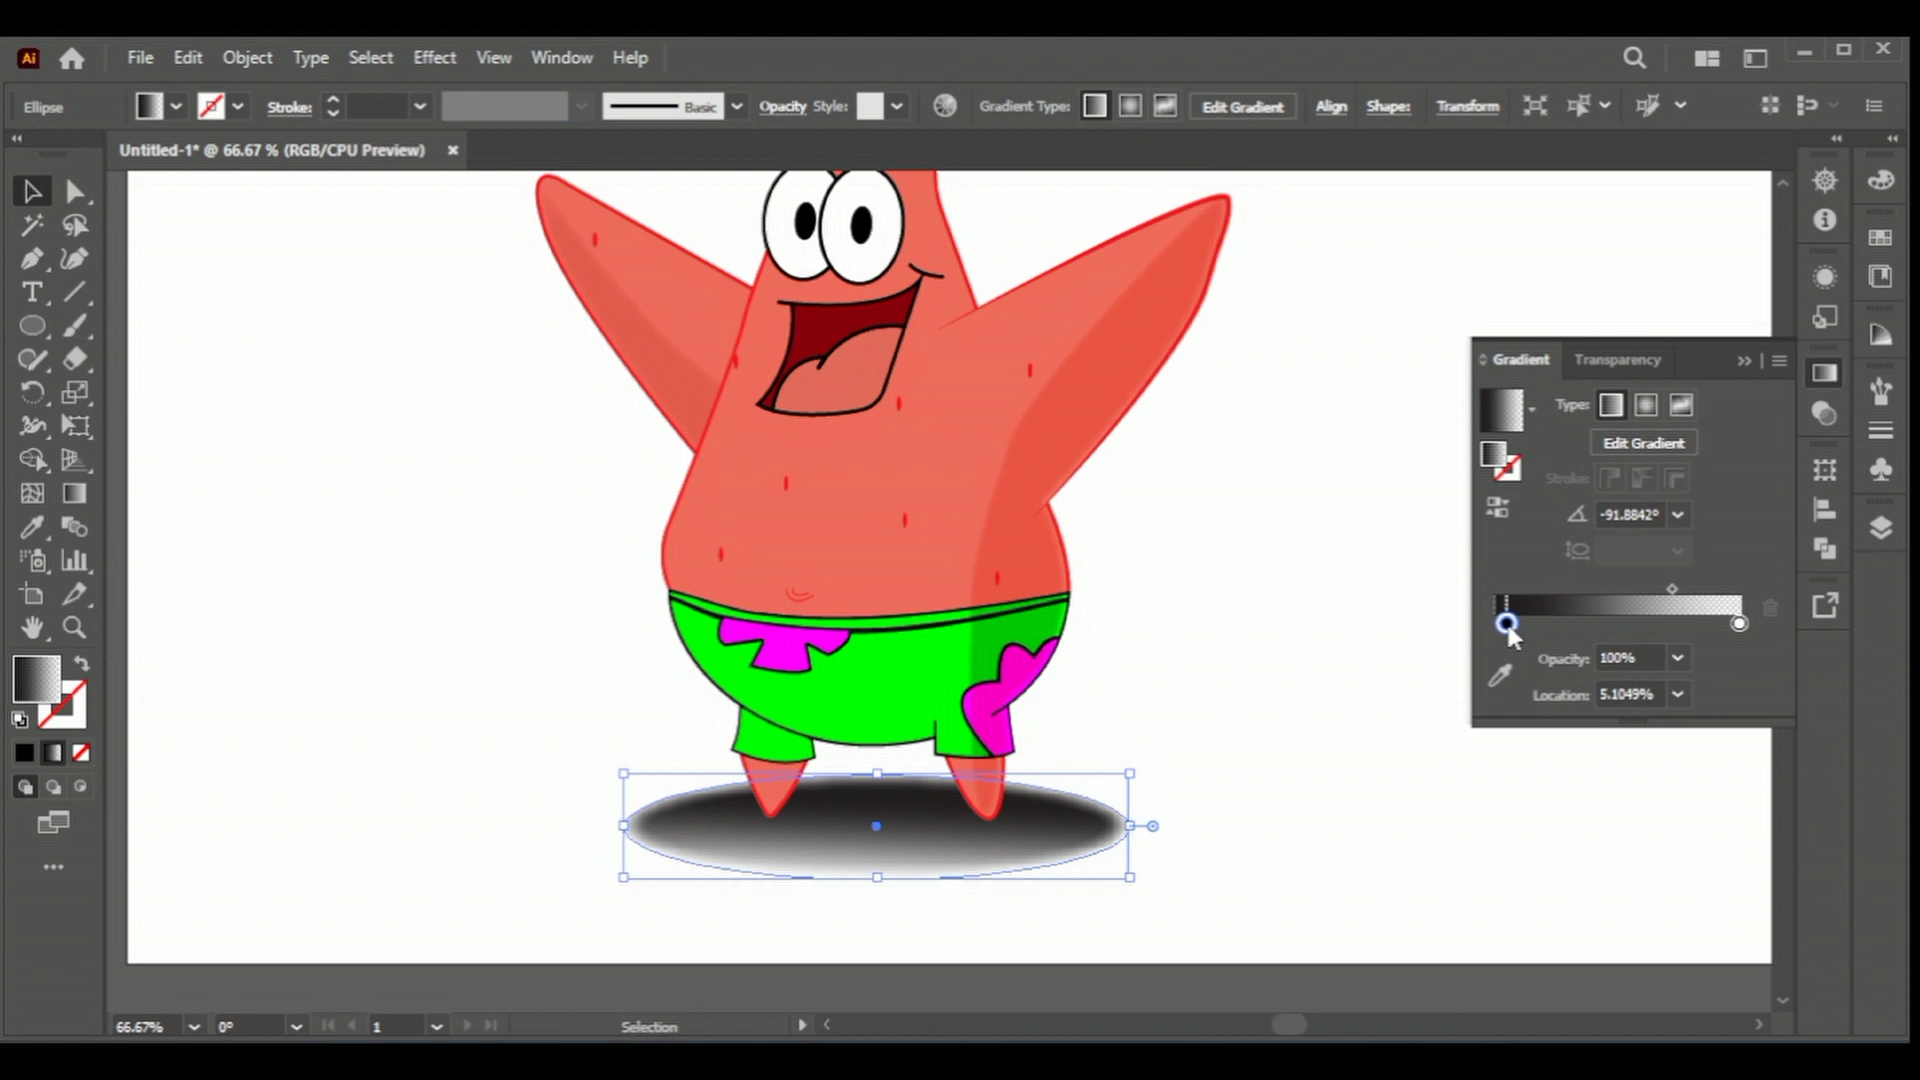 Ai File Edit Object Type Select Effect View Window Help
Ellipse Stroke: Basic Opacity Style: Gradient Type: Edit Gradient Align Shape: Transform
Untitled-1* @ 66.67 % (RGB/CPU Preview) ×
Gradient Transparency
Type:
Edit Gradient
Stroke:
-91.8842°
Opacity: 100%
Location: 5.1049%
66.67% 0° 1 Selection